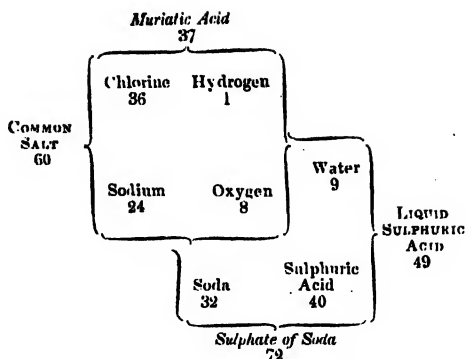 Muriatic Acid
37
Chlorine Hydrogen
36 1
COMMON
SALT
60
Water
9
Sodium Oxygen
24 8
LIQUID
SULPHURIC
ACID
49
Soda Sulphuric
Acid
32 40
Sulphate of Soda
72